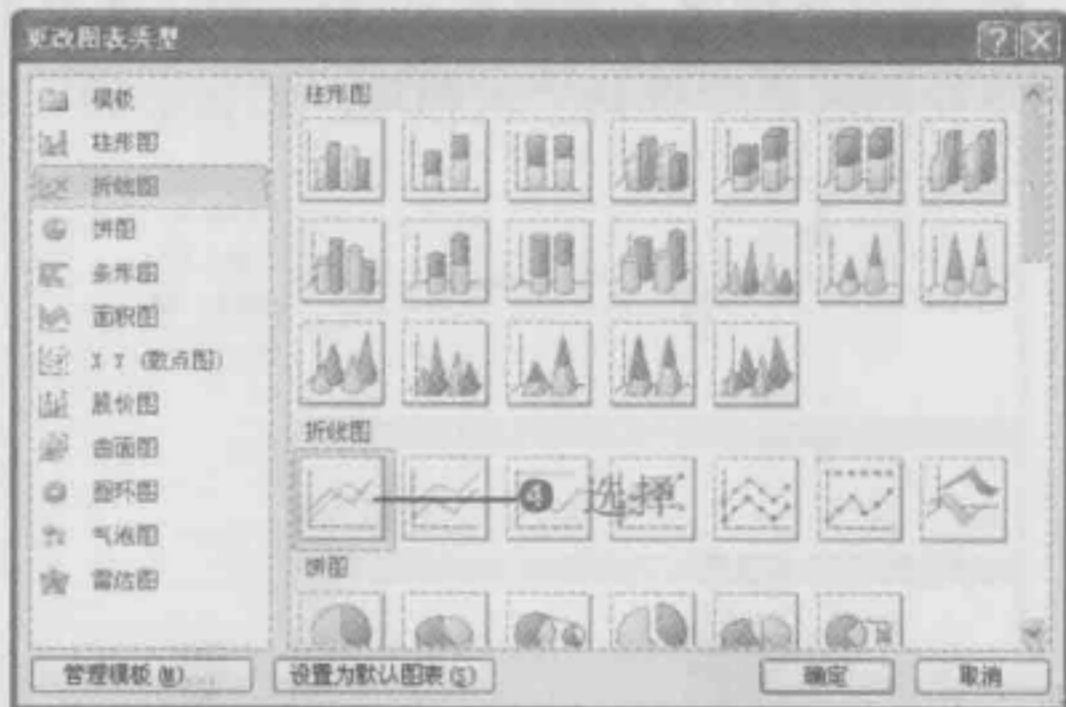 更改图表类型
模板
柱形图
折线图
饼图
条形图
面积图
X Y (散点图)
股价图
曲面图
圆环图
气泡图
雷达图
柱形图
折线图
4 选择
饼图
管理模板(M)...
设置为默认图表(S)
确定
取消